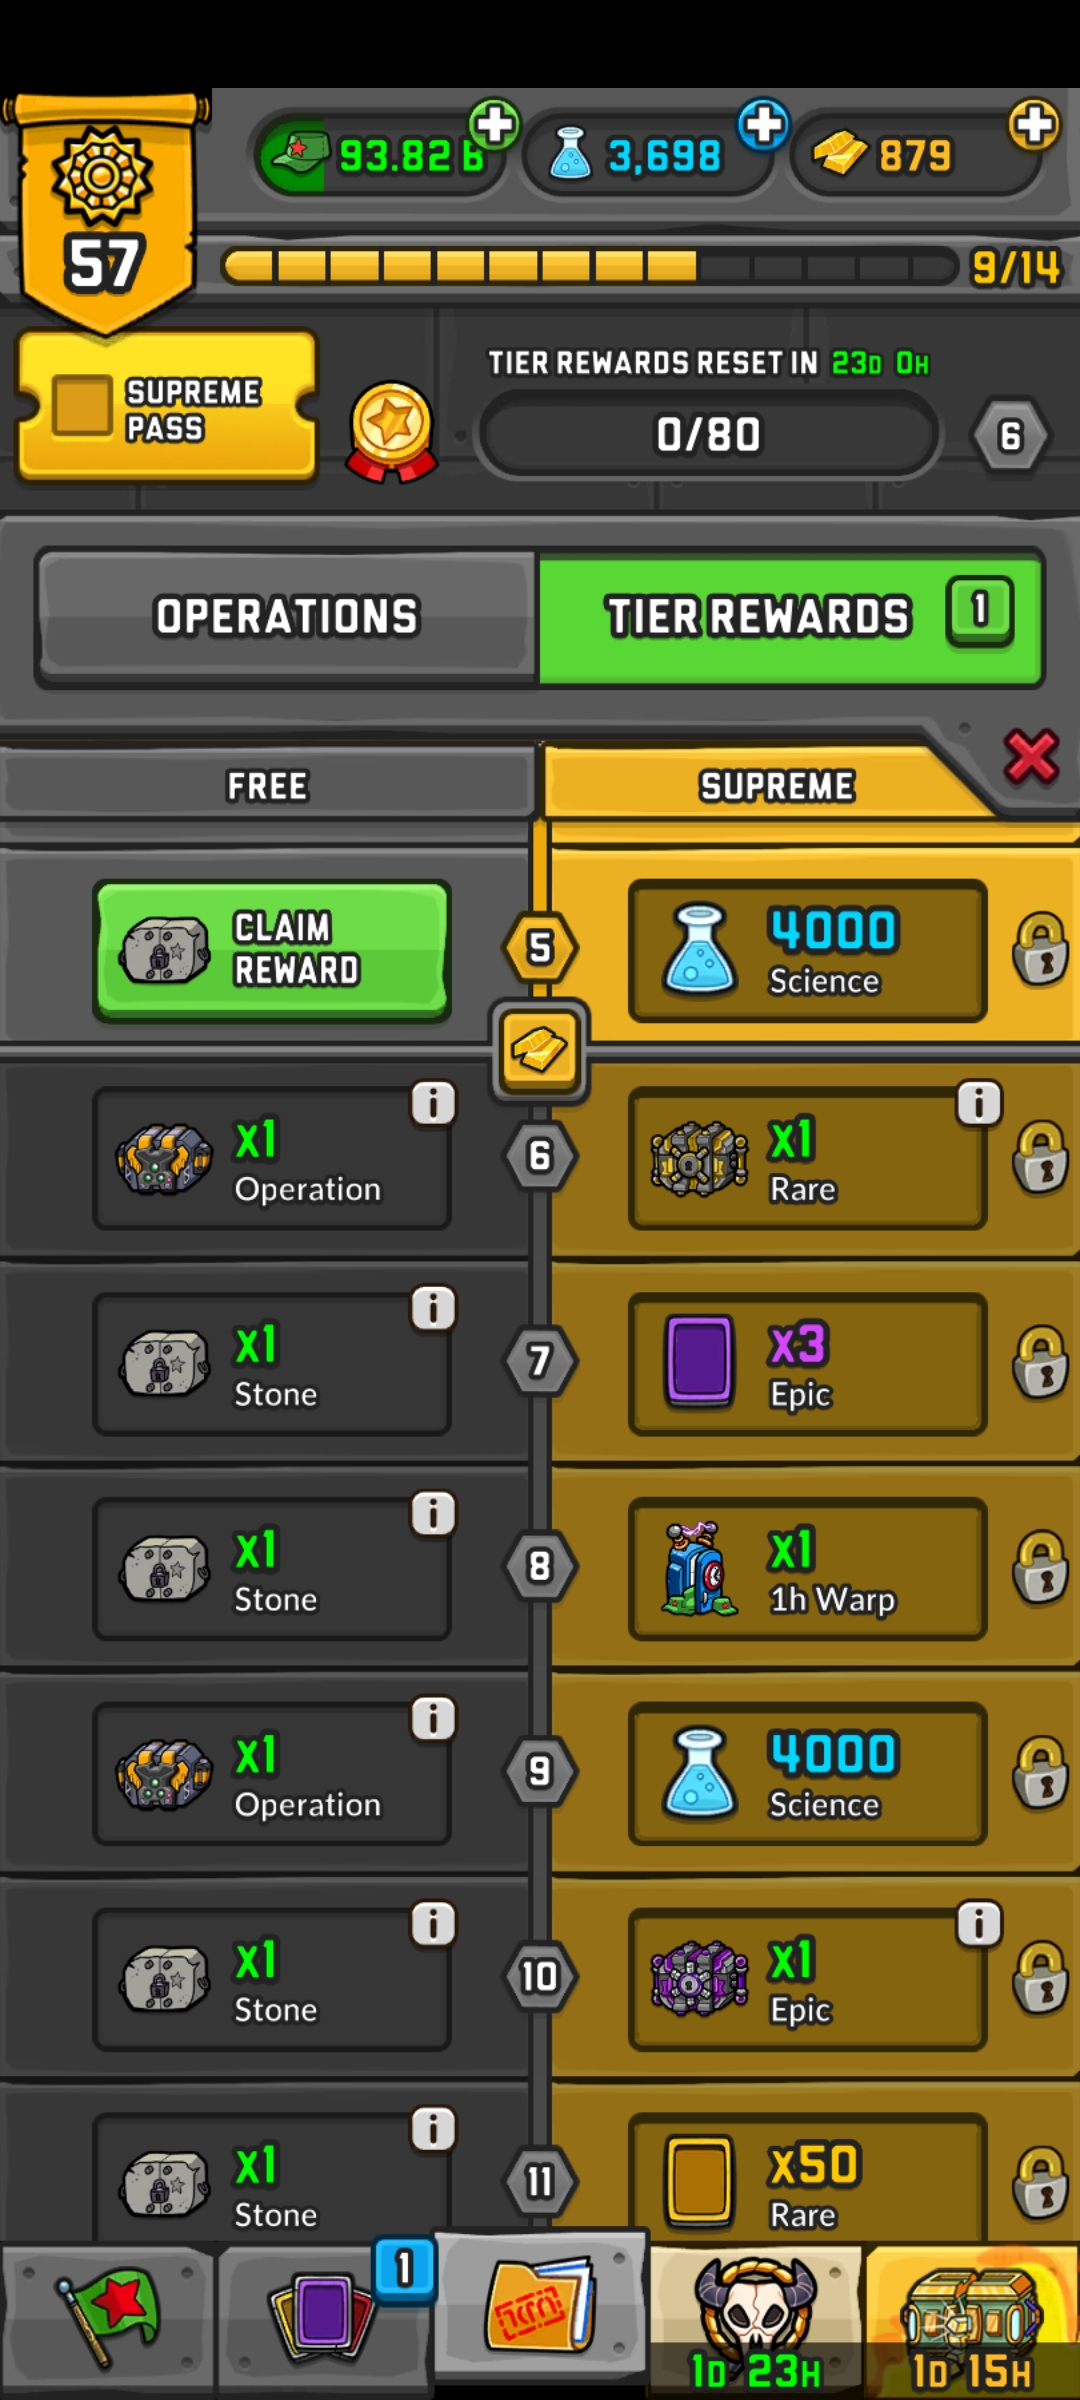 93.82 B
3,698
879
57
9/14
SUPREME
PASS
TIER REWARDS RESET IN 23D 0H
0/80
6
OPERATIONS
TIER REWARDS
1
FREE
SUPREME
CLAIM
REWARD
5
4000
Science
X1
Operation
6
X1
Rare
X1
Stone
7
X3
Epic
X1
Stone
8
X1
1h Warp
X1
Operation
9
4000
Science
X1
Stone
10
X1
Epic
X1
Stone
11
X50
Rare
1
1D 23H
1D 15H